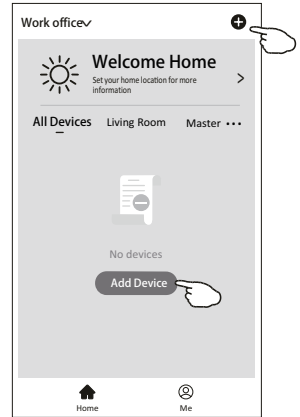 Work office
Welcome Home
Set your home location for more
information
All Devices Living Room Master
No devices
Add Device
Home Me